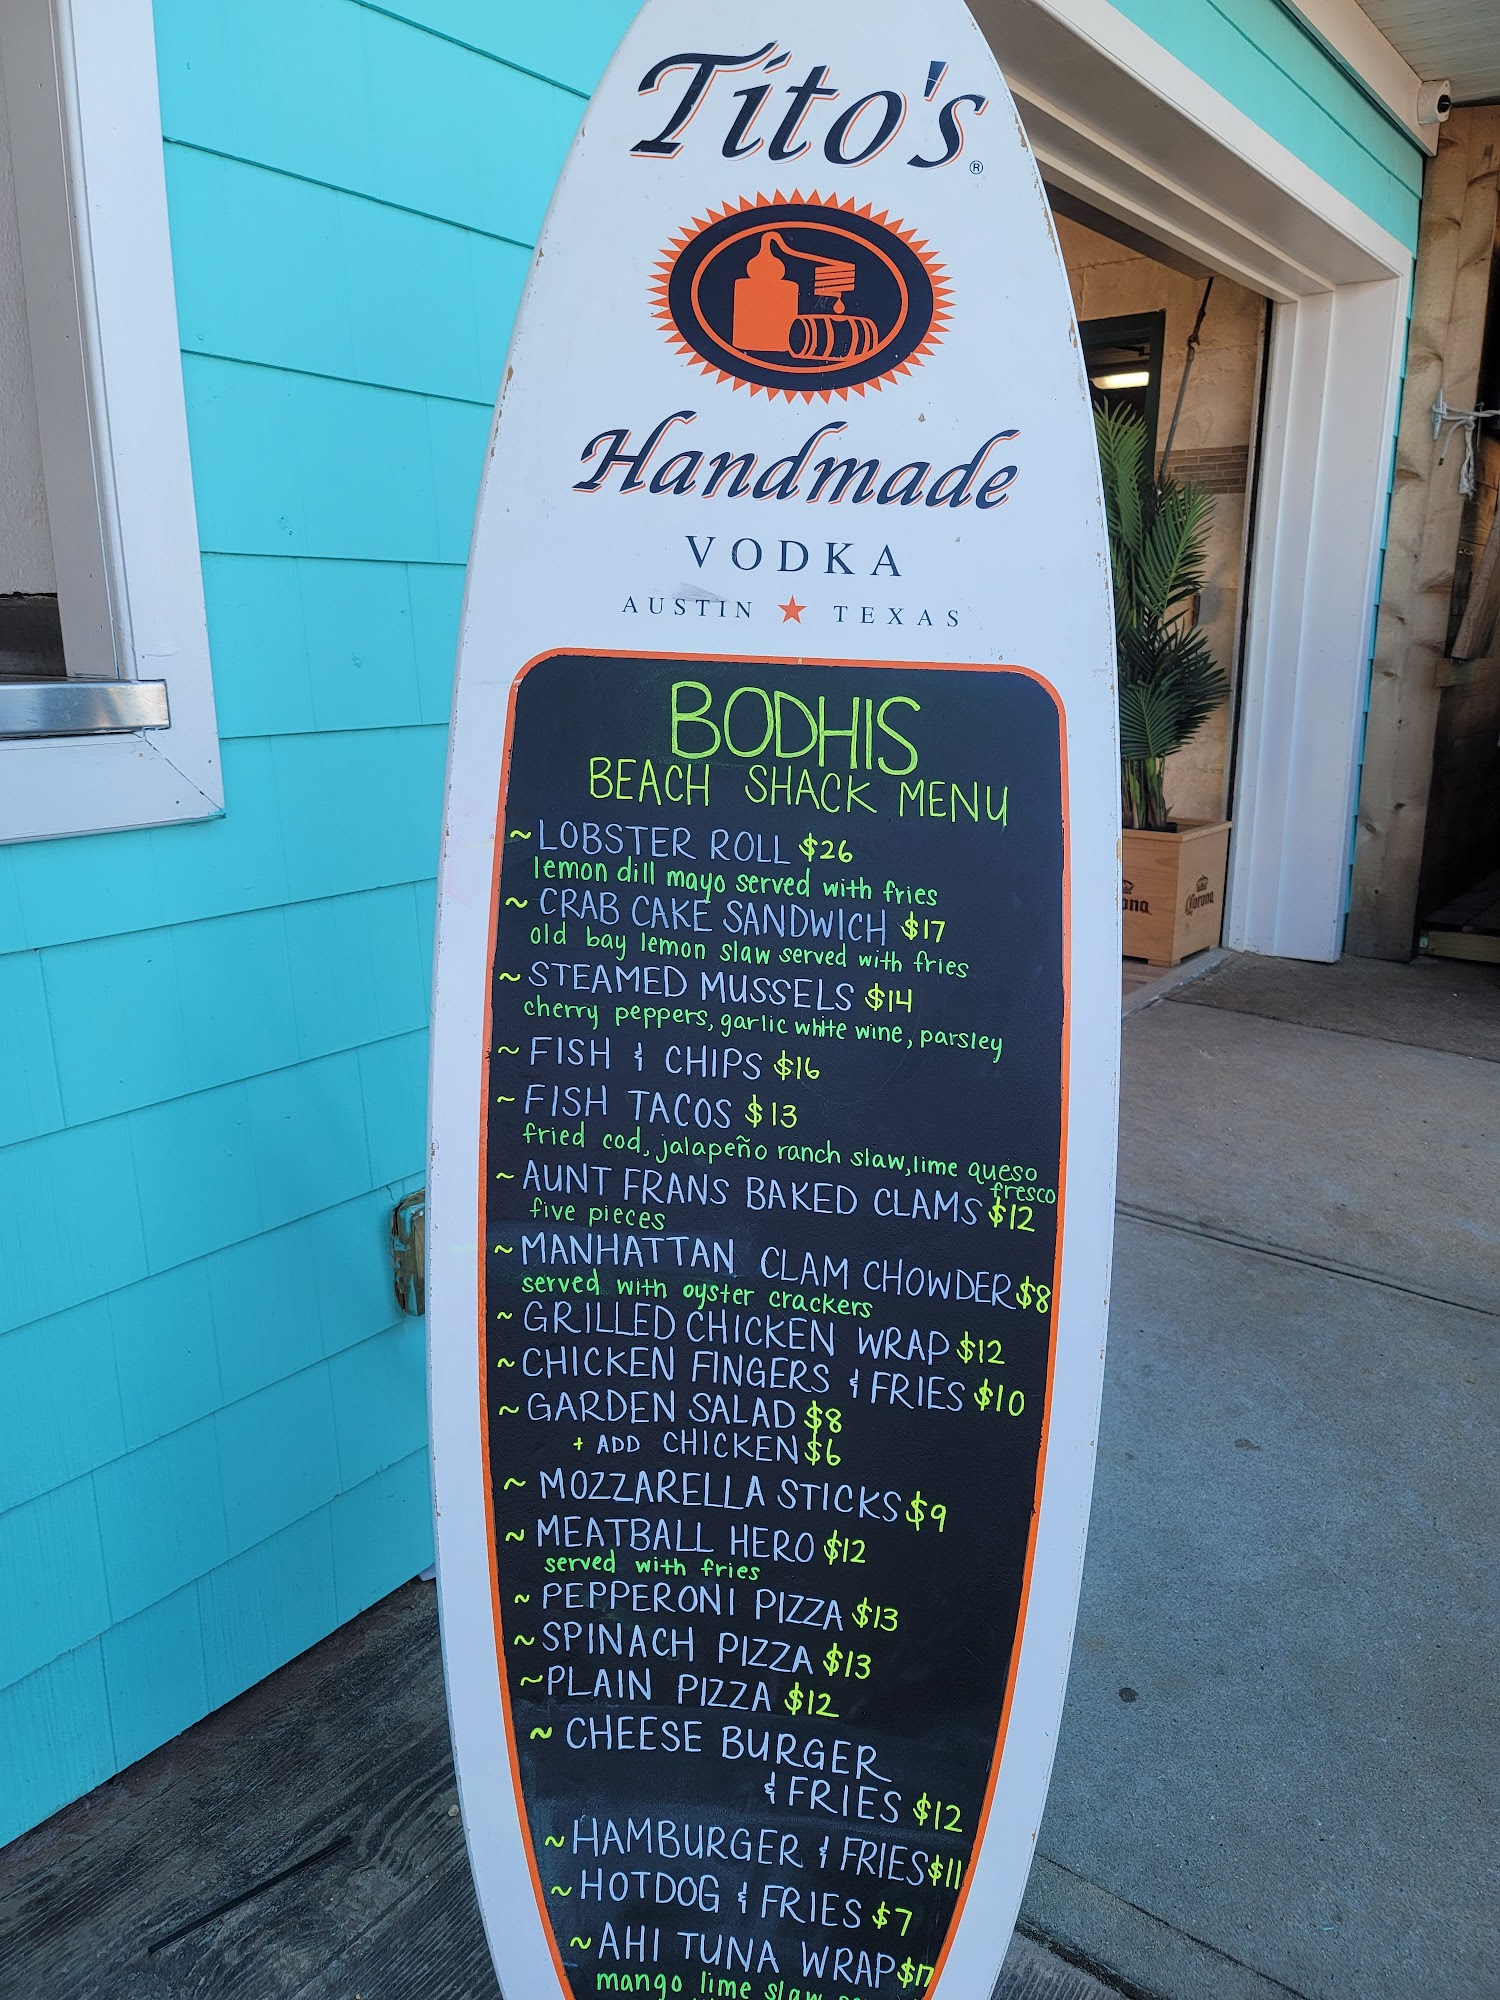 Tito's®
Handmade
VODKA
AUSTIN ★ TEXAS
BODHIS
BEACH SHACK MENU
~ LOBSTER ROLL $26
lemon dill mayo served with fries
~ CRAB CAKE SANDWICH $17
old bay lemon slaw served with fries
~ STEAMED MUSSELS $14
cherry peppers, garlic white wine, parsley
~ FISH & CHIPS $16
~ FISH TACOS $13
fried cod, jalapeño ranch slaw, lime queso
fresco
~ AUNT FRANS BAKED CLAMS $12
five pieces
~ MANHATTAN CLAM CHOWDER $8
served with oyster crackers
~ GRILLED CHICKEN WRAP $12
~ CHICKEN FINGERS & FRIES $10
~ GARDEN SALAD $8
+ ADD CHICKEN $6
~ MOZZARELLA STICKS $9
~ MEATBALL HERO $12
served with fries
~ PEPPERONI PIZZA $13
~ SPINACH PIZZA $13
~ PLAIN PIZZA $12
~ CHEESE BURGER
& FRIES $12
~ HAMBURGER & FRIES $11
~ HOTDOG & FRIES $7
~ AHI TUNA WRAP $17
mango lime slaw
Corona